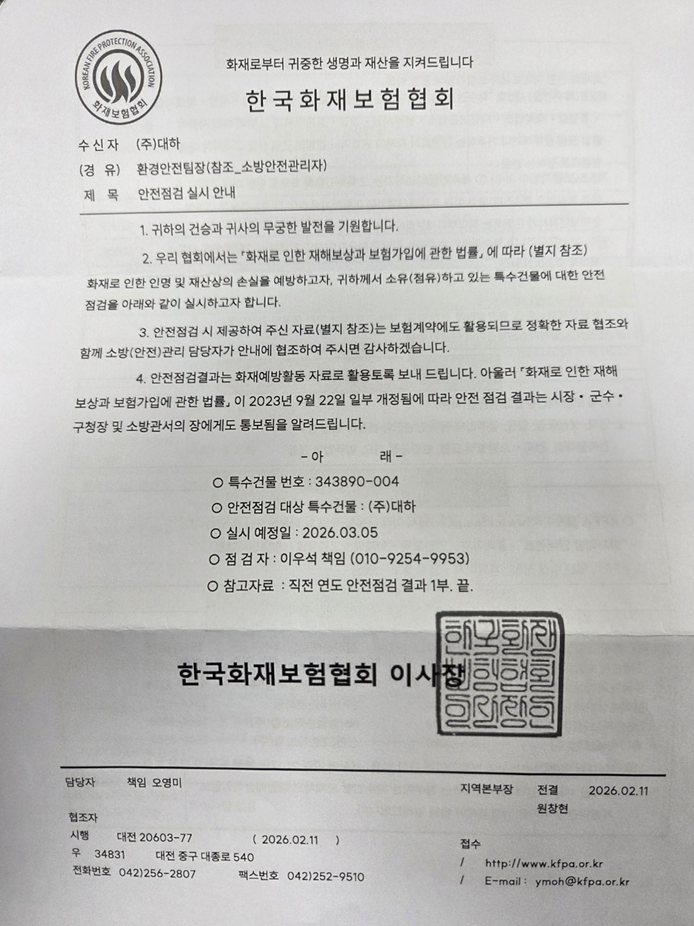 KOREAN FIRE PROTECTION ASSOCIATION
화재보험협회
화재로부터 귀중한 생명과 재산을 지켜드립니다
한국화재보험협회
수신자 (주)대하
(경 유) 환경안전팀장(참조_소방안전관리자)
제 목 안전점검 실시 안내
1. 귀하의 건승과 귀사의 무궁한 발전을 기원합니다.
2. 우리 협회에서는 「화재로 인한 재해보상과 보험가입에 관한 법률」 에 따라 (별지 참조)
화재로 인한 인명 및 재산상의 손실을 예방하고자, 귀하께서 소유(점유)하고 있는 특수건물에 대한 안전
점검을 아래와 같이 실시하고자 합니다.
3. 안전점검 시 제공하여 주신 자료(별지 참조)는 보험계약에도 활용되므로 정확한 자료 협조와
함께 소방(안전)관리 담당자가 안내에 협조하여 주시면 감사하겠습니다.
4. 안전점검결과는 화재예방활동 자료로 활용토록 보내 드립니다. 아울러 「화재로 인한 재해
보상과 보험가입에 관한 법률」 이 2023년 9월 22일 일부 개정됨에 따라 안전 점검 결과는 시장・ 군수・
구청장 및 소방관서의 장에게도 통보됨을 알려드립니다.
- 아 래 -
○ 특수건물 번호 : 343890-004
○ 안전점검 대상 특수건물 : (주)대하
○ 실시 예정일 : 2026.03.05
○ 점 검 자 : 이우석 책임 (010-9254-9953)
○ 참고자료 : 직전 연도 안전점검 결과 1부. 끝.
한국화재보험협회 이사장
담당자 책임 오영미 지역본부장 전결 2026.02.11
원창현
협조자
시행 대전 20603-77 ( 2026.02.11 ) 접수
우 34831 대전 중구 대종로 540 / http://www.kfpa.or.kr
전화번호 042)256-2807 팩스번호 042)252-9510 / E-mail : ymoh@kfpa.or.kr